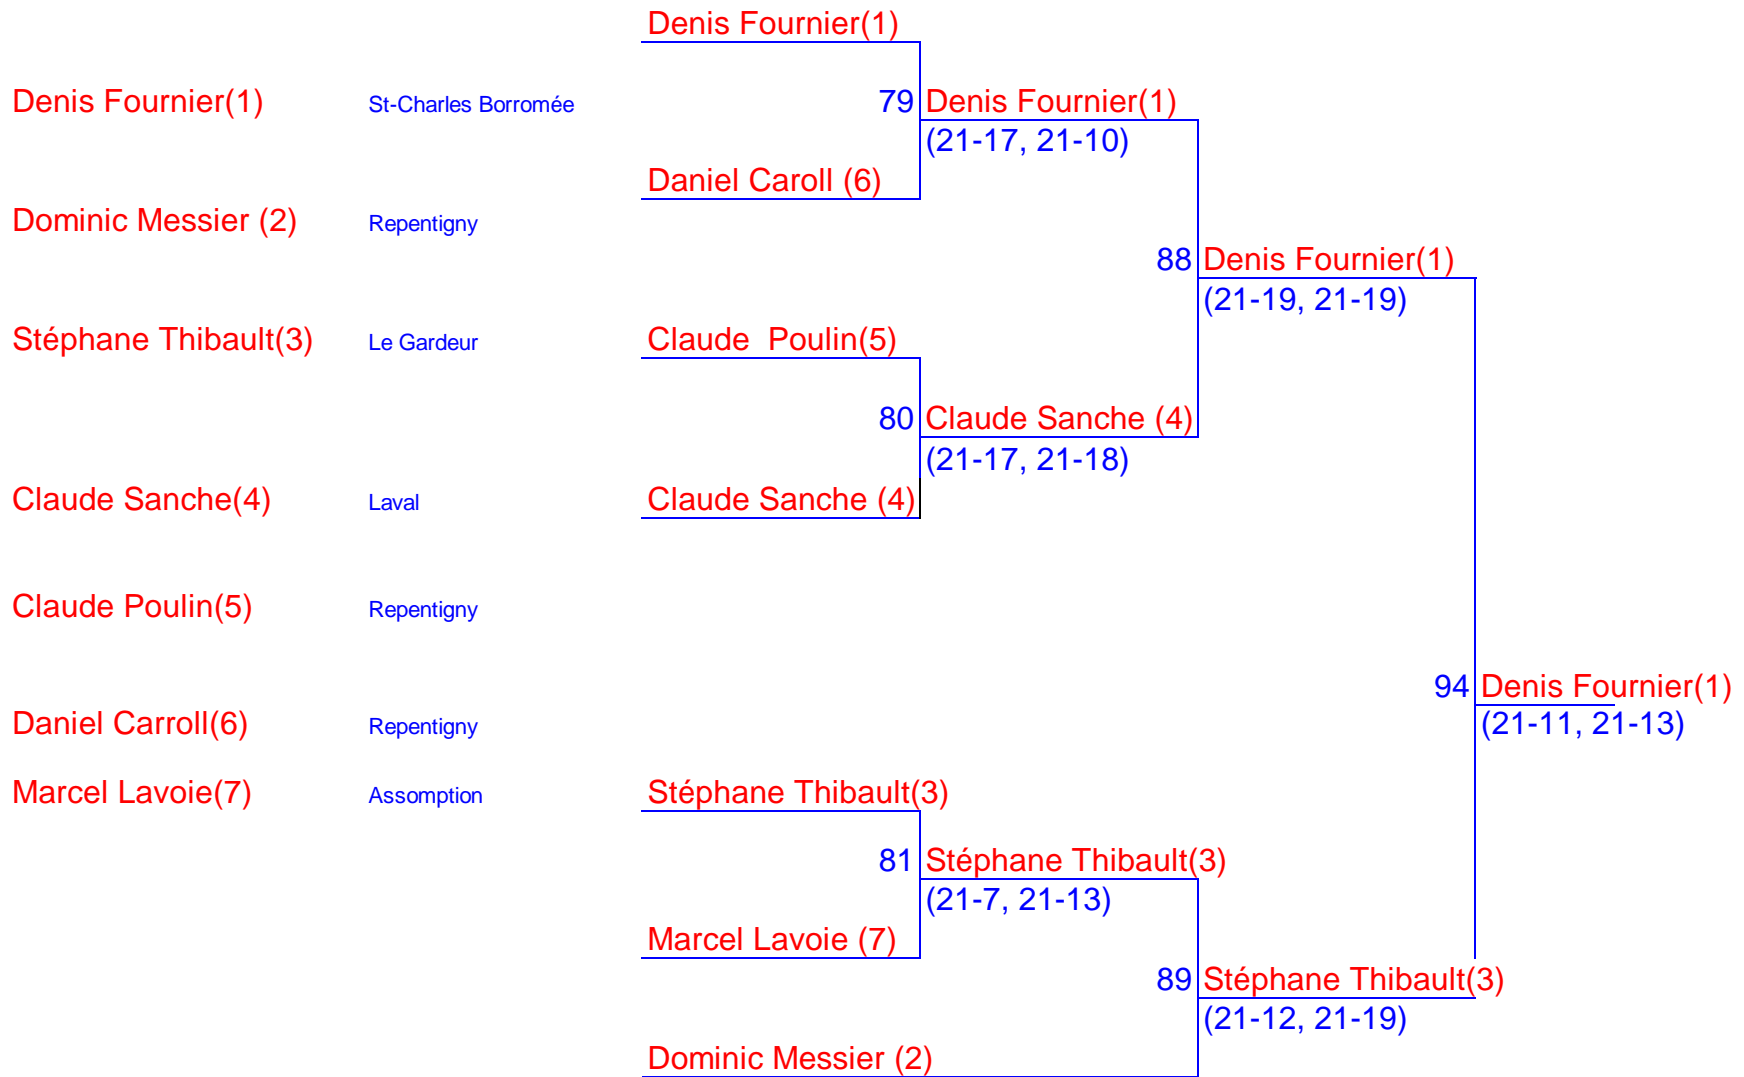 Denis Fournier(1)
Denis Fournier(1) St-Charles Borromée 79 Denis Fournier(1)
(21-17, 21-10)
Daniel Caroll (6)
Dominic Messier (2) Repentigny
88 Denis Fournier(1)
(21-19, 21-19)
Stéphane Thibault(3) Le Gardeur Claude  Poulin(5)
80 Claude Sanche (4)
(21-17, 21-18)
Claude Sanche(4) Laval Claude Sanche (4)
Claude Poulin(5) Repentigny
94 Denis Fournier(1)
Daniel Carroll(6) Repentigny (21-11, 21-13)
Marcel Lavoie(7) Assomption Stéphane Thibault(3)
81 Stéphane Thibault(3)
(21-7, 21-13)
Marcel Lavoie (7)
89 Stéphane Thibault(3)
(21-12, 21-19)
Dominic Messier (2)